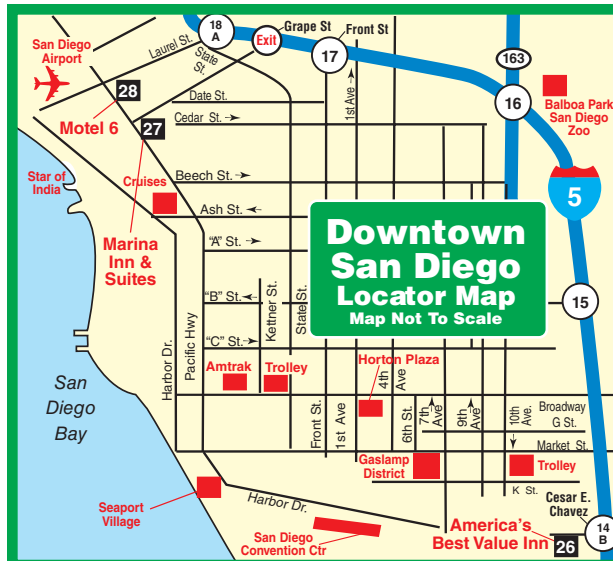 18
A
Exit
Grape St
Front St
17
San Diego
Airport
Laurel St.
State
St.
163
1st Ave
16
28
Motel 6
Date St.
27
Cedar St.
Balboa Park
San Diego
Zoo
Star of
India
Cruises
Beech St.
5
Ash St.
Marina
Inn &
Suites
"A" St.
Downtown
San Diego
Locator Map
Map Not To Scale
"B" St.
Kettner St.
State St.
15
"C" St.
Harbor Dr.
Pacific Hwy
San
Diego
Bay
Amtrak
Trolley
Horton Plaza
4th
Ave
Front St.
1st Ave
6th St.
7th
Ave
9th
Ave
10th
Ave.
Broadway
G St.
Market St.
Gaslamp
District
Trolley
K St.
Seaport
Village
Harbor Dr.
San Diego
Convention Ctr
America's
Best Value Inn
Cesar E.
Chavez
26
14
B